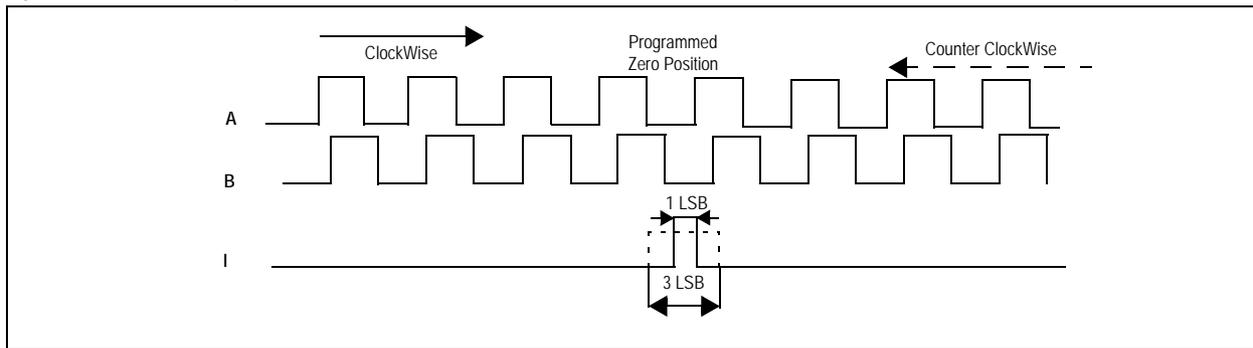 ClockWise
Programmed
Zero Position
Counter ClockWise
A
B
1 LSB
I
3 LSB